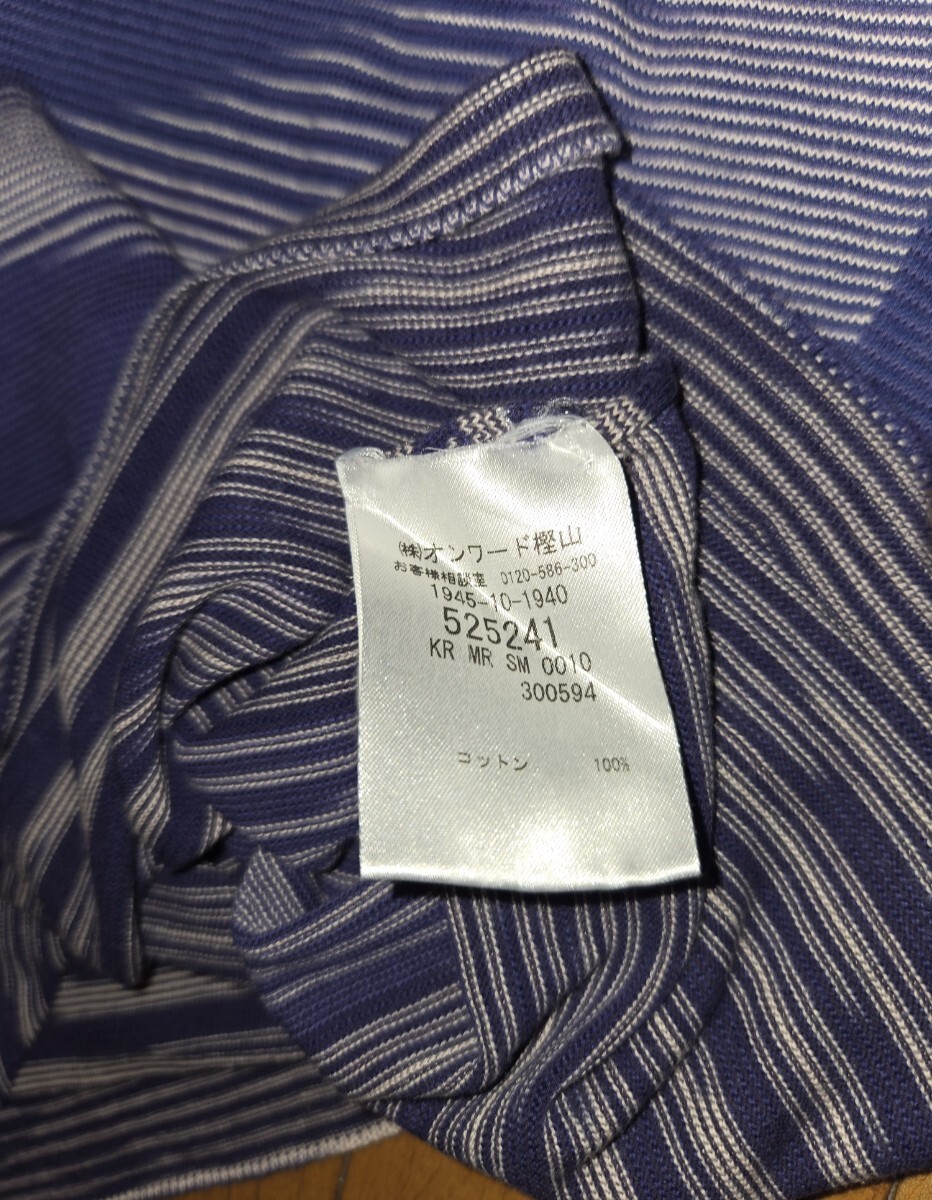 ㈱オンワード樫山
お客様相談室 0120-586-300
1945-10-1940
525241
KR MR SM 0010
300594
コットン 100%